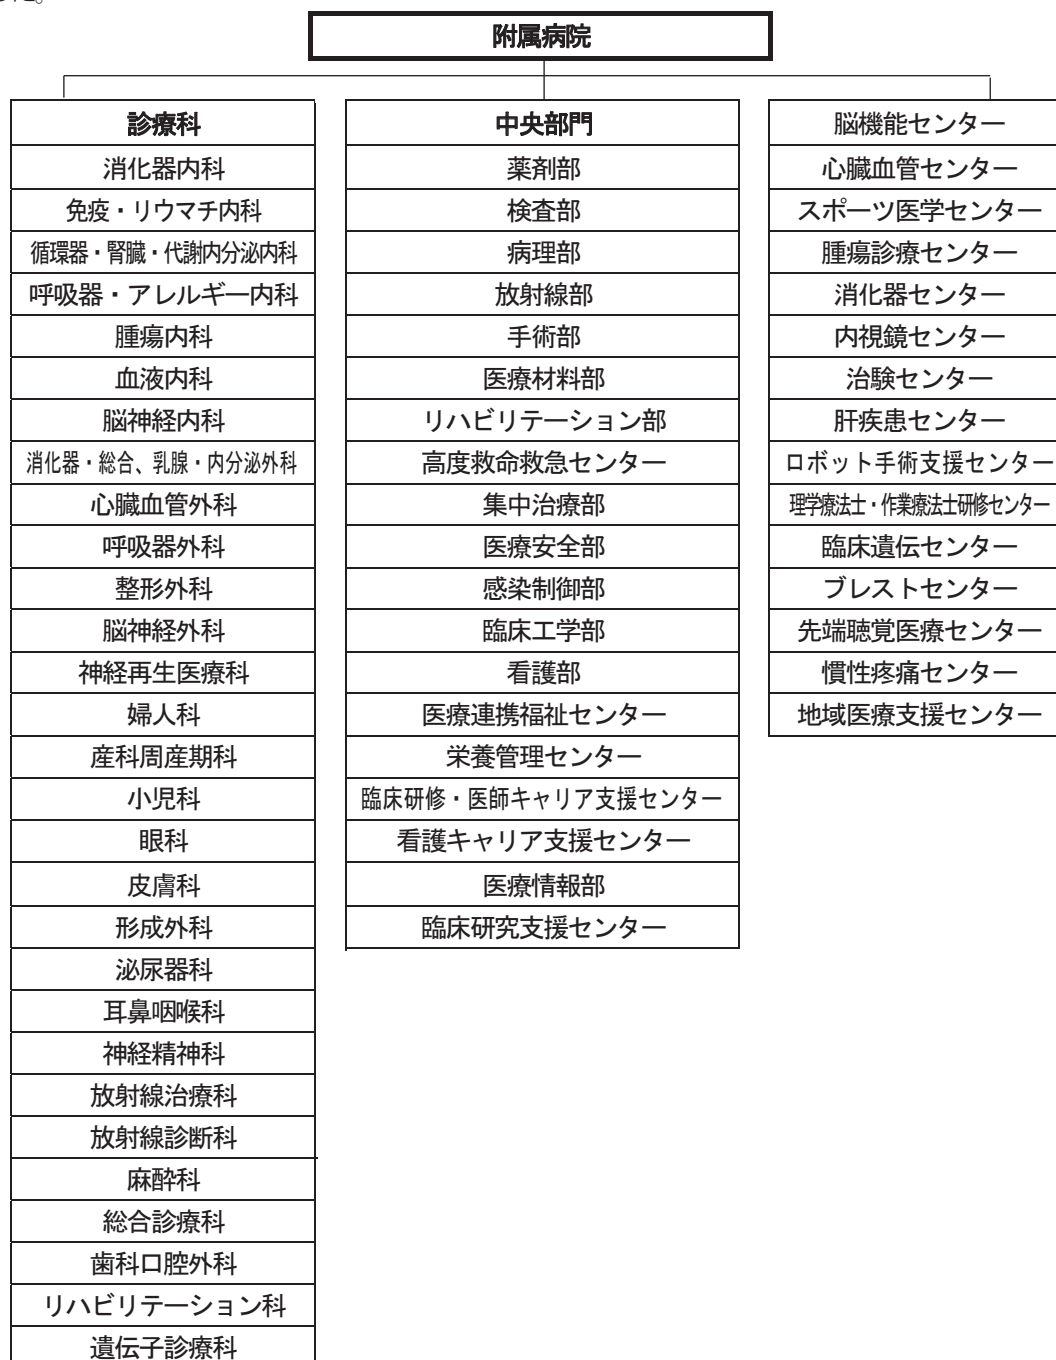 附属病院
診療科
消化器内科
免疫・リウマチ内科
循環器・腎臓・代謝内分泌内科
呼吸器・アレルギー内科
腫瘍内科
血液内科
脳神経内科
消化器・総合、乳腺・内分泌外科
心臓血管外科
呼吸器外科
整形外科
脳神経外科
神経再生医療科
婦人科
産科周産期科
小児科
眼科
皮膚科
形成外科
泌尿器科
耳鼻咽喉科
神経精神科
放射線治療科
放射線診断科
麻酔科
総合診療科
歯科口腔外科
リハビリテーション科
遺伝子診療科
中央部門
薬剤部
検査部
病理部
放射線部
手術部
医療材料部
リハビリテーション部
高度救命救急センター
集中治療部
医療安全部
感染制御部
臨床工学部
看護部
医療連携福祉センター
栄養管理センター
臨床研修・医師キャリア支援センター
看護キャリア支援センター
医療情報部
臨床研究支援センター
脳機能センター
心臓血管センター
スポーツ医学センター
腫瘍診療センター
消化器センター
内視鏡センター
治験センター
肝疾患センター
ロボット手術支援センター
理学療法士・作業療法士研修センター
臨床遺伝センター
ブレストセンター
先端聴覚医療センター
慣性疼痛センター
地域医療支援センター